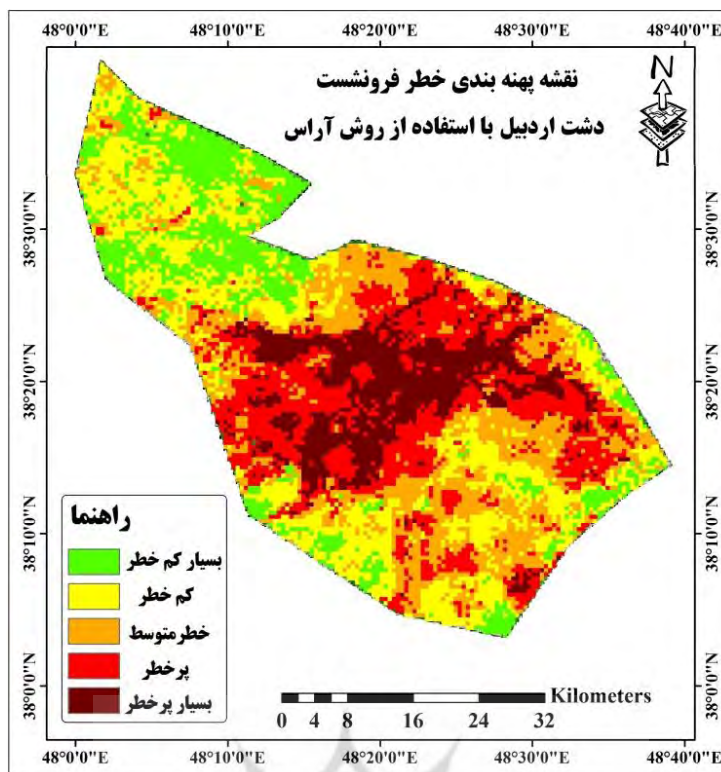 48°0'0"E 48°10'0"E 48°20'0"E 48°30'0"E 48°40'0"E
نقشه پهنه بندی خطر فرونشست
دشت اردبیل با استفاده از روش آراس
N
38°30'0"N 38°30'0"N
38°20'0"N 38°20'0"N
38°10'0"N 38°10'0"N
38°0'0"N 38°0'0"N
راهنما
بسیار کم خطر
کم خطر
خطر متوسط
پرخطر
بسیار پرخطر
Kilometers
0 4 8 16 24 32
48°0'0"E 48°10'0"E 48°20'0"E 48°30'0"E 48°40'0"E